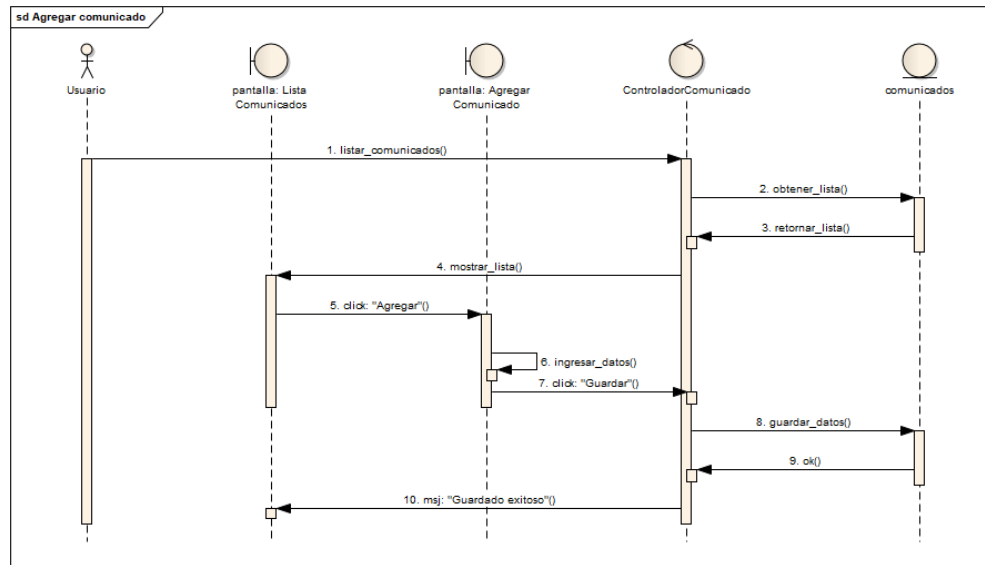 sd Agregar comunicado
Usuario
pantalla: Lista
Comunicados
pantalla: Agregar
Comunicado
ControladorComunicado
comunicados
1. listar_comunicados()
2. obtener_lista()
3. retornar_lista()
4. mostrar_lista()
5. click: "Agregar"()
6. ingresar_datos()
7. click: "Guardar"()
8. guardar_datos()
9. ok()
10. msj: "Guardado exitoso"()